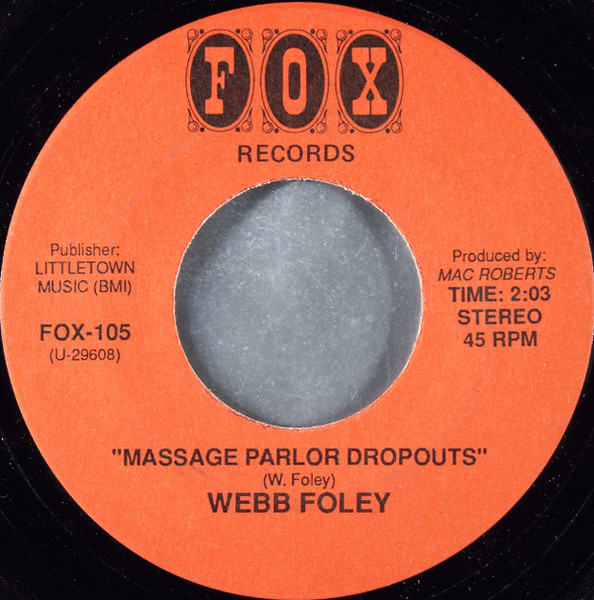 FOX
RECORDS
Publisher:
LITTLETOWN
MUSIC (BMI)
FOX-105
(U-29608)
Produced by:
MAC ROBERTS
TIME: 2:03
STEREO
45 RPM
"MASSAGE PARLOR DROPOUTS"
(W. Foley)
WEBB FOLEY